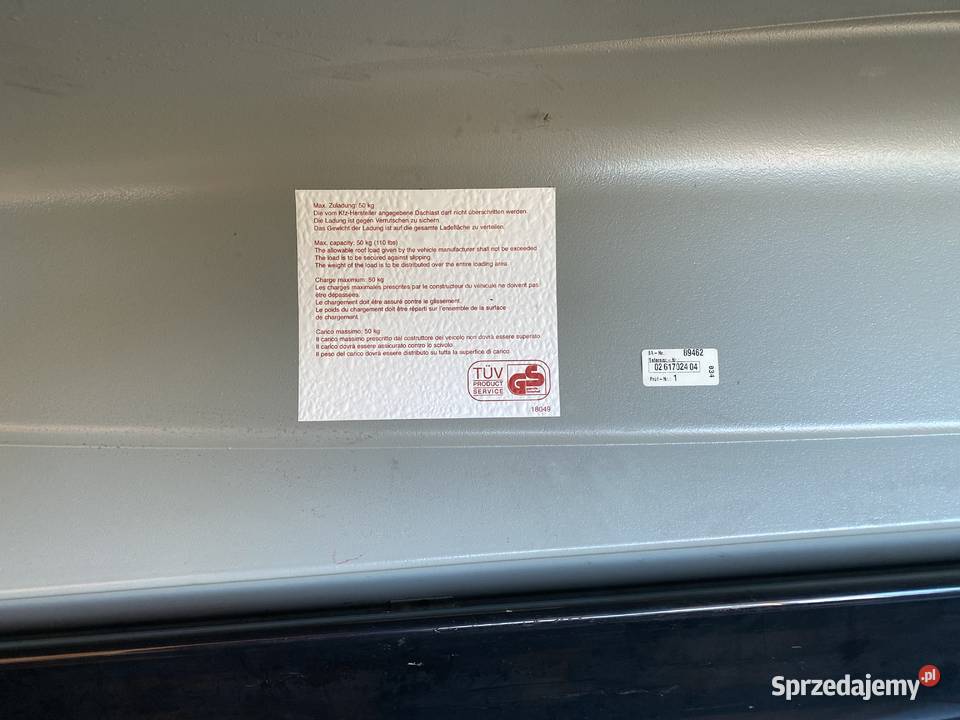 Max. Zuladung: 50 kg
Die vom Kfz-Hersteller angegebene Dachlast darf nicht überschritten werden.
Die Ladung ist gegen Verrutschen zu sichern.
Das Gewicht der Ladung ist auf die gesamte Ladefläche zu verteilen.
Max. capacity: 50 kg (110 lbs)
The allowable roof load given by the vehicle manufacturer shall not be exceeded
The load is to be secured against slipping.
The weight of the load is to be distributed over the entire loading area.
Charge maximum: 50 kg
Les charges maximales prescrites par le constructeur du véhicule ne doivent pas
être dépassées.
Le chargement doit être assuré contre le glissement.
Le poids du chargement doit être réparti sur l'ensemble de la surface
de chargement.
Carico massimo: 50 kg
Il carico massimo prescritto dal costruttore del veicolo non dovrà essere superato.
Il carico dovrà essere assicurato contro lo scivolo.
Il peso del carico dovrà essere distribuito su tutta la superfice di carico.
TÜV
PRODUCT
SERVICE
GS
18049
89462
02 617024 04
Prüf-Nr.: 1
834
Sprzedajemy.pl